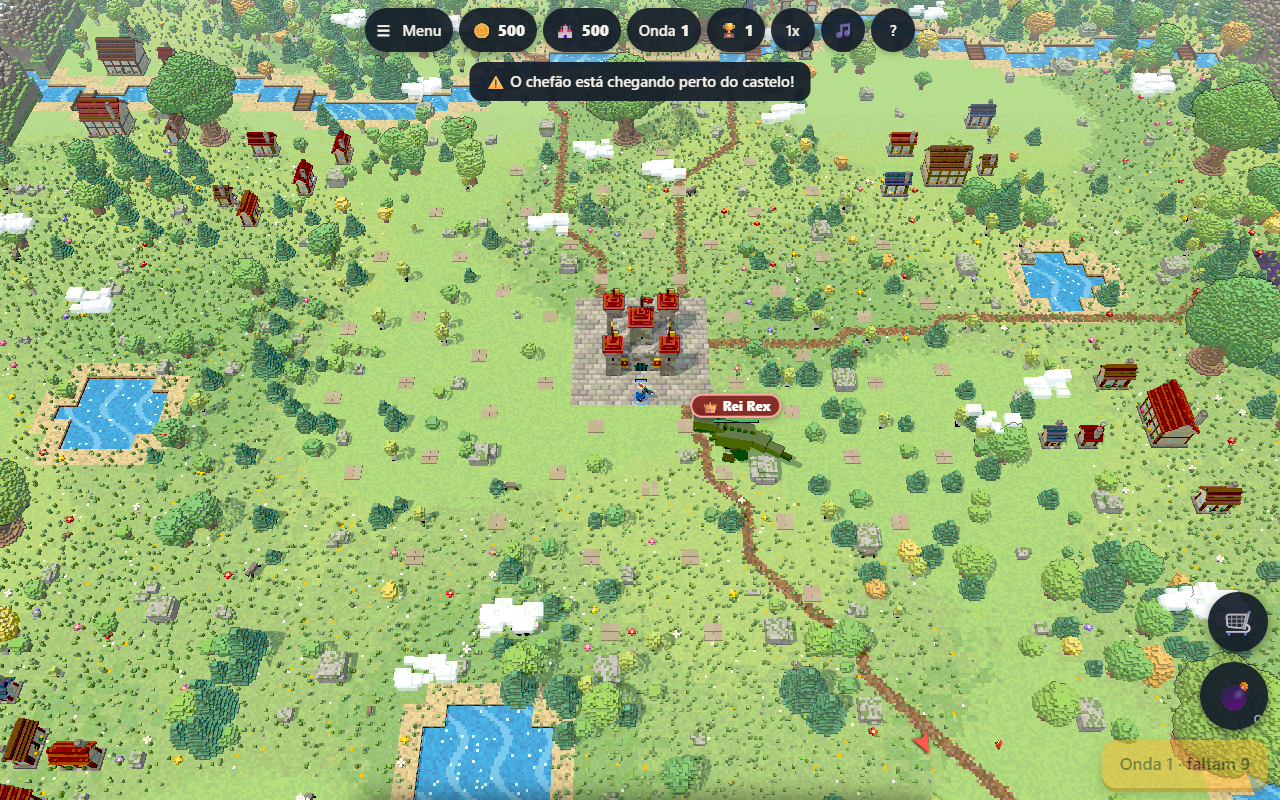 Menu
500
500
Onda 1
1
1x
?
O chefão está chegando perto do castelo!
Rei Rex
Onda 1 · faltam 9